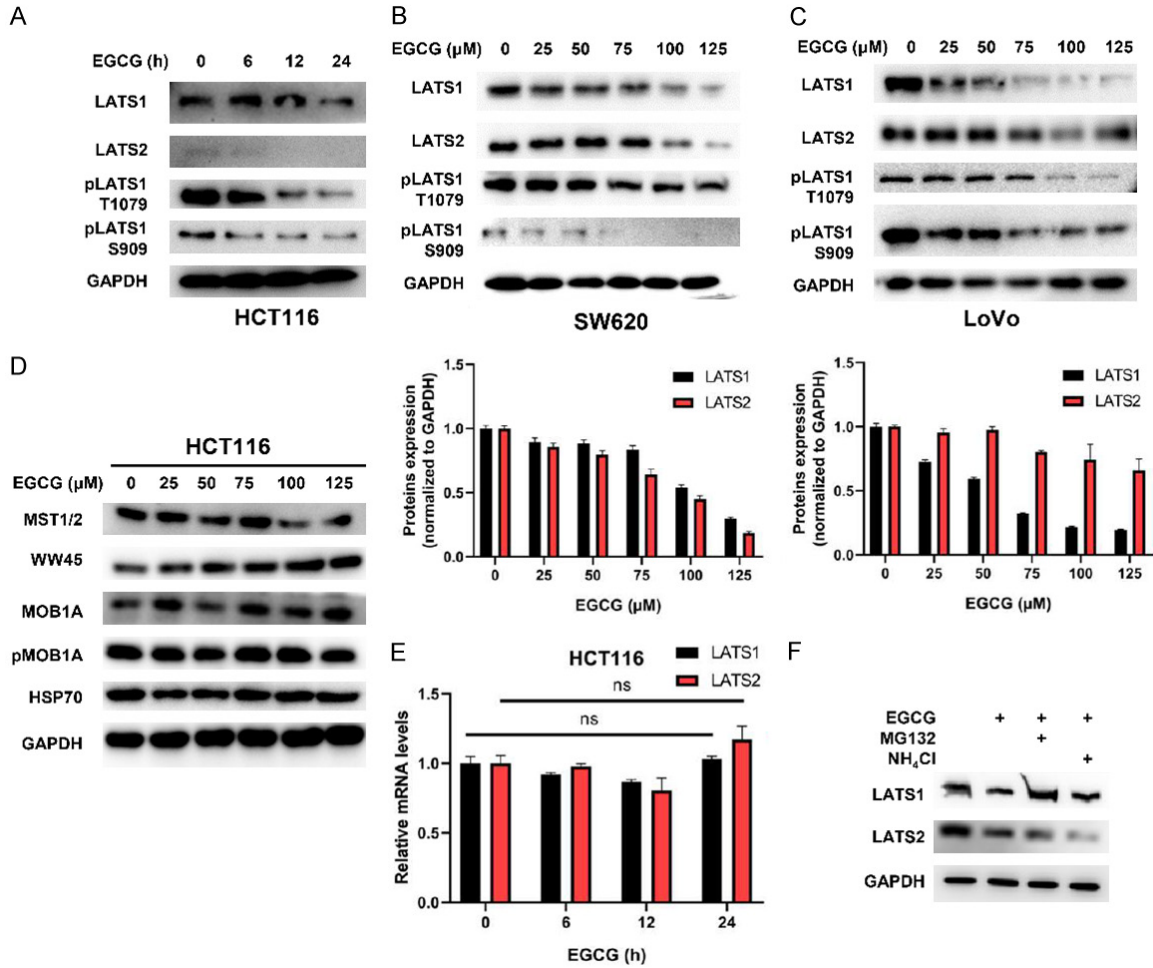 A
EGCG (h) 0 6 12 24
LATS1
LATS2
pLATS1
T1079
pLATS1
S909
GAPDH
HCT116
B
EGCG (μM) 0 25 50 75 100 125
LATS1
LATS2
pLATS1
T1079
pLATS1
S909
GAPDH
SW620
Proteins expression
(normalized to GAPDH)
1.5
1.0
0.5
0.0
LATS1
LATS2
0 25 50 75 100 125
EGCG (μM)
C
EGCG (μM) 0 25 50 75 100 125
LATS1
LATS2
pLATS1
T1079
pLATS1
S909
GAPDH
LoVo
Proteins expression
(normalized to GAPDH)
1.5
1.0
0.5
0.0
LATS1
LATS2
0 25 50 75 100 125
EGCG (μM)
D
HCT116
EGCG (μM) 0 25 50 75 100 125
MST1/2
WW45
MOB1A
pMOB1A
HSP70
GAPDH
E
HCT116
LATS1
LATS2
ns
ns
Relative mRNA levels
1.5
1.0
0.5
0.0
0 6 12 24
EGCG (h)
F
EGCG + + +
MG132 +
NH₄Cl +
LATS1
LATS2
GAPDH